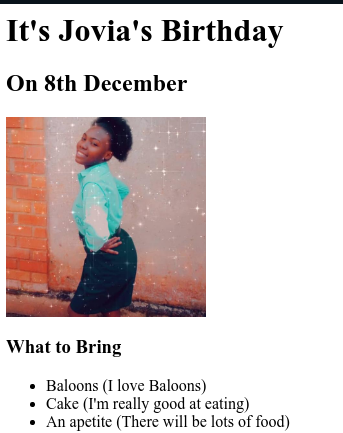 It's Jovia's Birthday
On 8th December
What to Bring
Baloons (I love Baloons)
Cake (I'm really good at eating)
An apetite (There will be lots of food)